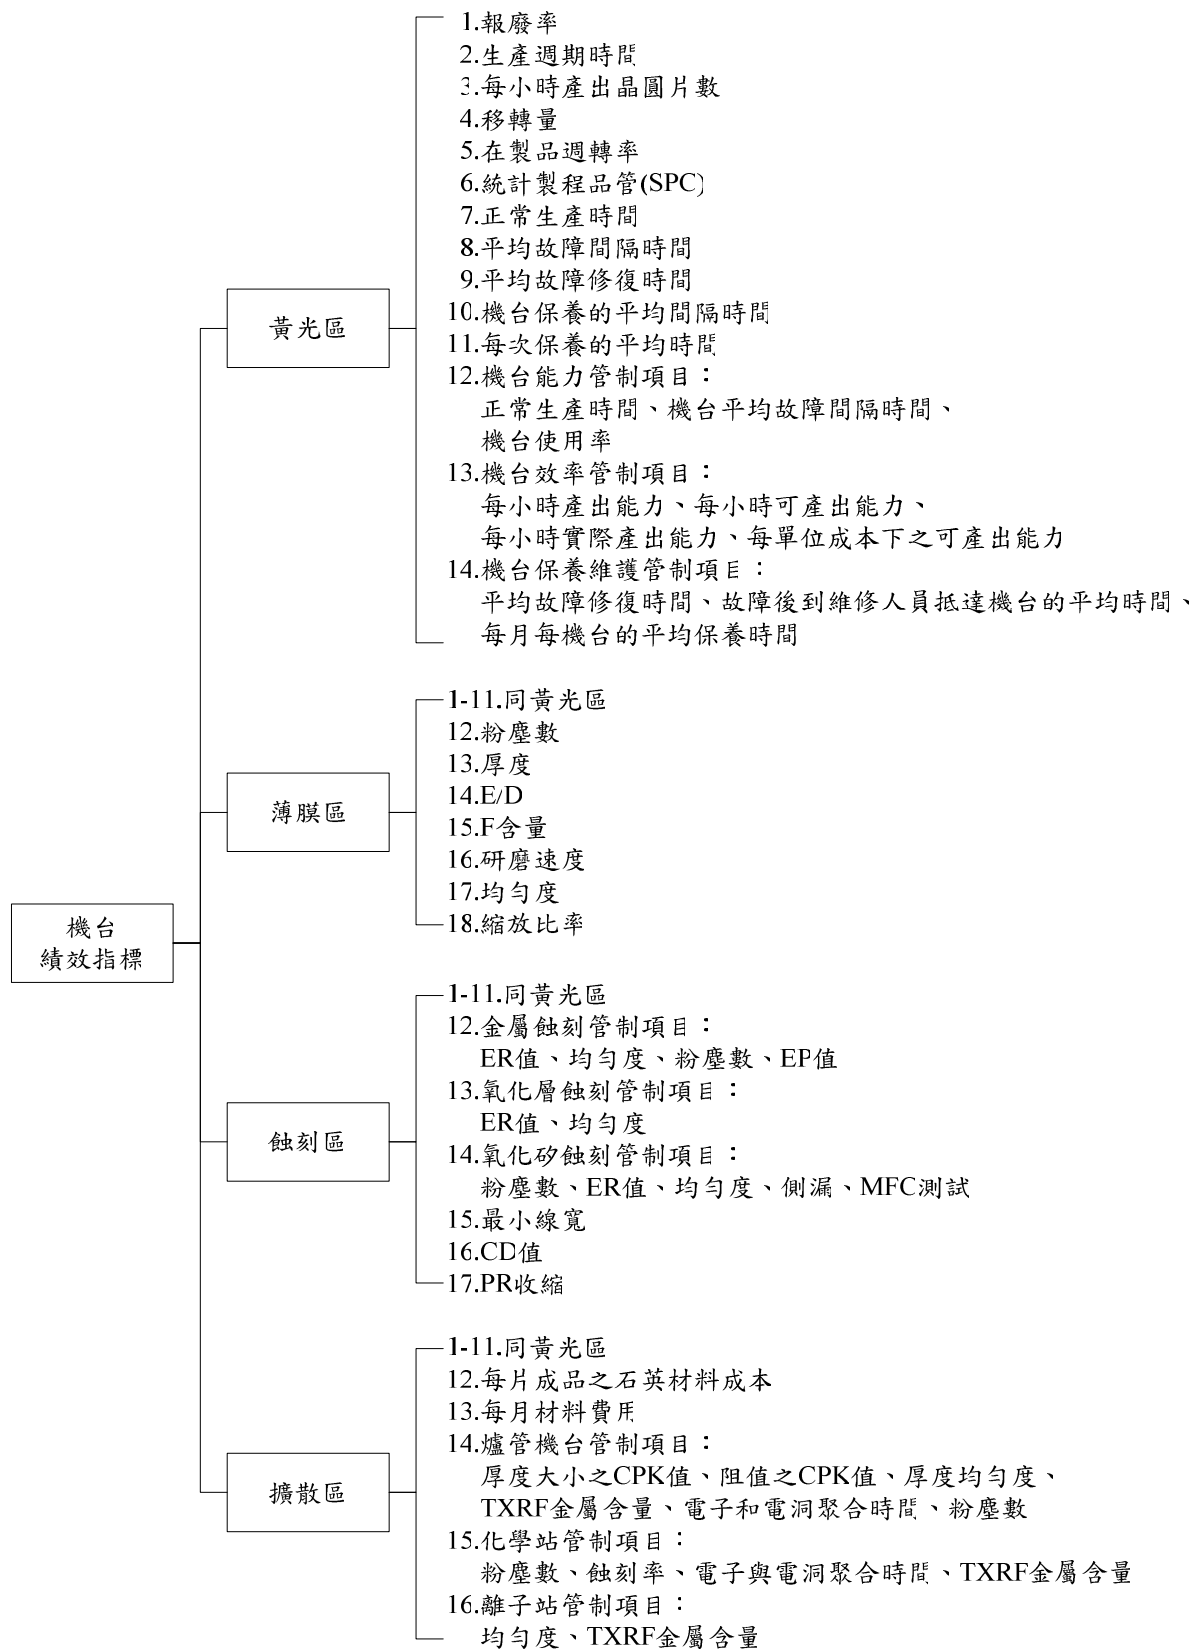 1.報廢率
2.生產週期時間
3.每小時產出晶圓片數
4.移轉量
5.在製品週轉率
6.統計製程品管(SPC)
7.正常生產時間
8.平均故障間隔時間
9.平均故障修復時間
10.機台保養的平均間隔時間
11.每次保養的平均時間
12.機台能力管制項目：
正常生產時間、機台平均故障間隔時間、
機台使用率
13.機台效率管制項目：
每小時產出能力、每小時可產出能力、
每小時實際產出能力、每單位成本下之可產出能力
14.機台保養維護管制項目：
平均故障修復時間、故障後到維修人員抵達機台的平均時間、
每月每機台的平均保養時間
黃光區
1-11.同黃光區
12.粉塵數
13.厚度
14.E/D
15.F含量
16.研磨速度
17.均勻度
18.縮放比率
薄膜區
機台
績效指標
1-11.同黃光區
12.金屬蝕刻管制項目：
ER值、均勻度、粉塵數、EP值
13.氧化層蝕刻管制項目：
ER值、均勻度
14.氧化矽蝕刻管制項目：
粉塵數、ER值、均勻度、側漏、MFC測試
15.最小線寬
16.CD值
17.PR收縮
蝕刻區
1-11.同黃光區
12.每片成品之石英材料成本
13.每月材料費用
14.爐管機台管制項目：
厚度大小之CPK值、阻值之CPK值、厚度均勻度、
TXRF金屬含量、電子和電洞聚合時間、粉塵數
15.化學站管制項目：
粉塵數、蝕刻率、電子與電洞聚合時間、TXRF金屬含量
16.離子站管制項目：
均勻度、TXRF金屬含量
擴散區